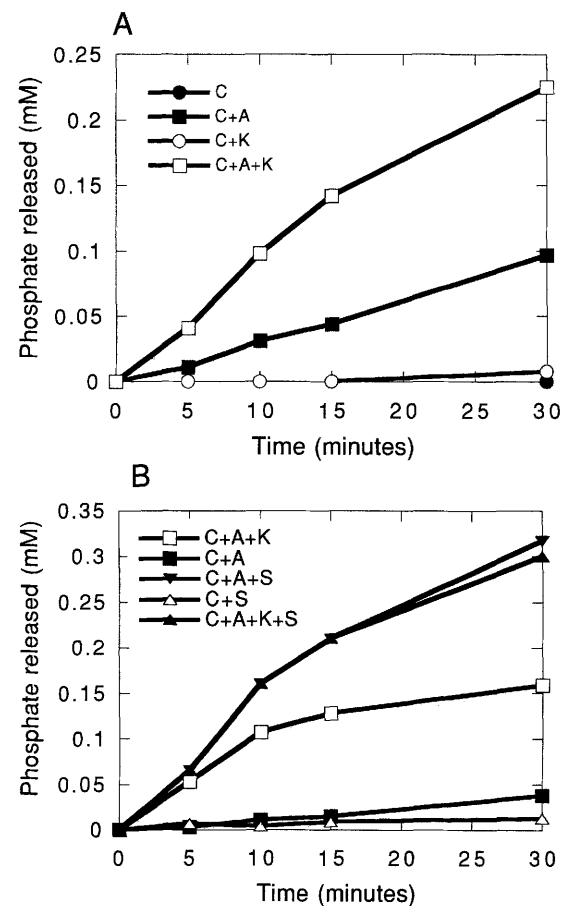 A
Phosphate released (mM)
0.25
0.2
0.15
0.1
0.05
0
C
C+A
C+K
C+A+K
0 5 10 15 20 25 30
Time (minutes)
B
Phosphate released (mM)
0.35
0.3
0.25
0.2
0.15
0.1
0.05
0
C+A+K
C+A
C+A+S
C+S
C+A+K+S
0 5 10 15 20 25 30
Time (minutes)